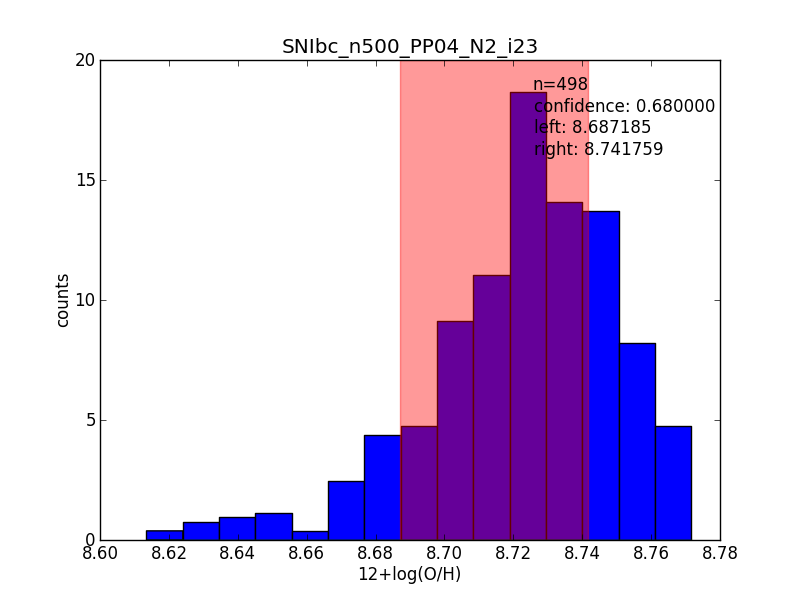 SNIbc_n500_PP04_N2_i23
n=498
confidence: 0.680000
left: 8.687185
right: 8.741759
counts
20
15
10
5
0
8.60 8.62 8.64 8.66 8.68 8.70 8.72 8.74 8.76 8.78
12+log(O/H)